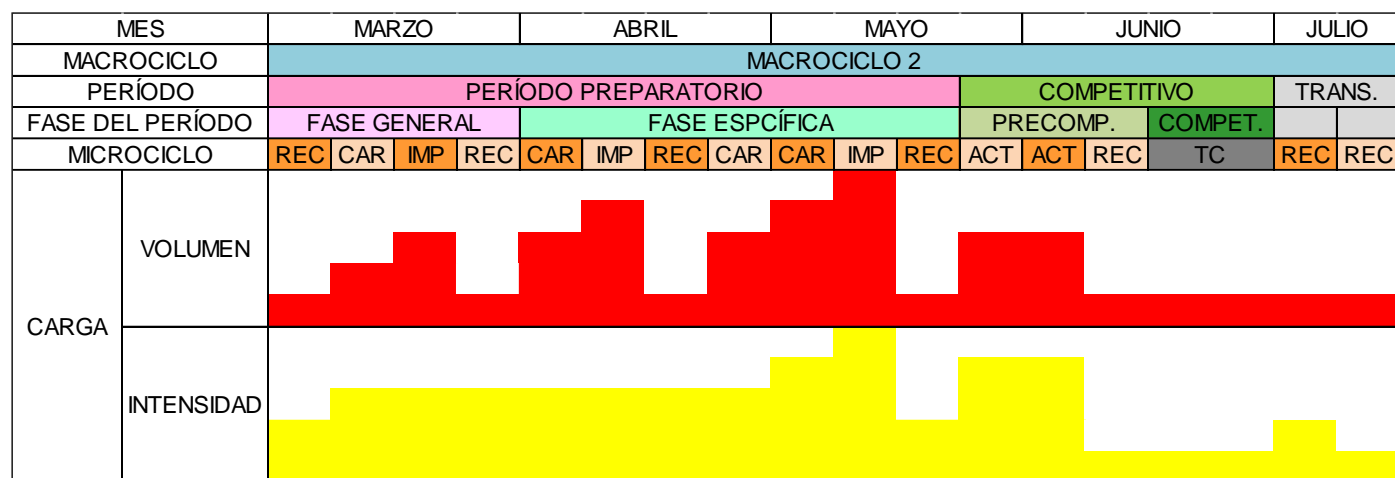 MES MARZO ABRIL MAYO JUNIO JULIO
MACROCICLO MACROCICLO 2
PERÍODO PERÍODO PREPARATORIO COMPETITIVO TRANS.
FASE DEL PERÍODO FASE GENERAL FASE ESPCÍFICA PRECOMP. COMPET.
MICROCICLO REC CAR IMP REC CAR IMP REC CAR CAR IMP REC ACT ACT REC TC REC REC
CARGA
VOLUMEN
INTENSIDAD